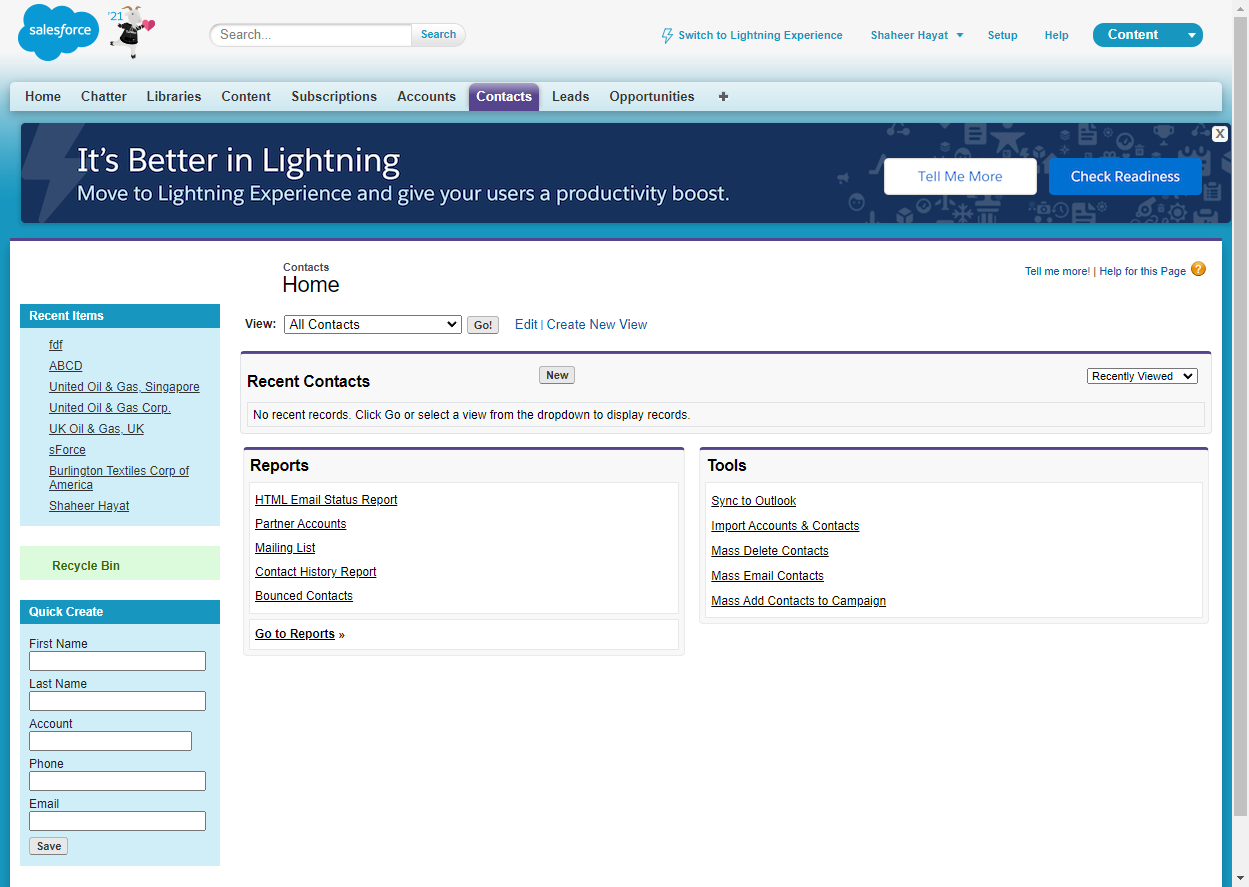 salesforce
'21
Search...
Search
Switch to Lightning Experience
Shaheer Hayat
Setup
Help
Content
Home
Chatter
Libraries
Content
Subscriptions
Accounts
Contacts
Leads
Opportunities
+
It's Better in Lightning
Move to Lightning Experience and give your users a productivity boost.
Tell Me More
Check Readiness
X
Contacts
Home
Tell me more! | Help for this Page
?
Recent Items
fdf
ABCD
United Oil & Gas, Singapore
United Oil & Gas Corp.
UK Oil & Gas, UK
sForce
Burlington Textiles Corp of
America
Shaheer Hayat
Recycle Bin
Quick Create
First Name
Last Name
Account
Phone
Email
Save
View:
All Contacts
Go!
Edit | Create New View
Recent Contacts
New
Recently Viewed
No recent records. Click Go or select a view from the dropdown to display records.
Reports
HTML Email Status Report
Partner Accounts
Mailing List
Contact History Report
Bounced Contacts
Go to Reports »
Tools
Sync to Outlook
Import Accounts & Contacts
Mass Delete Contacts
Mass Email Contacts
Mass Add Contacts to Campaign